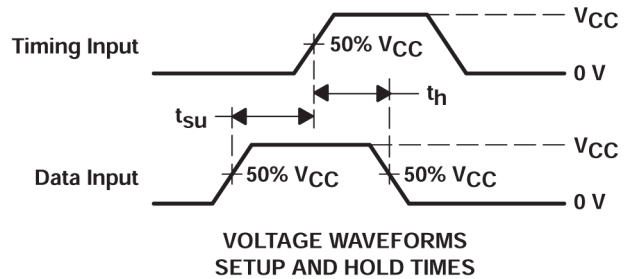 VCC
Timing Input
50% VCC
0 V
th
tsu
VCC
Data Input
50% VCC
50% VCC
0 V
VOLTAGE WAVEFORMS
SETUP AND HOLD TIMES